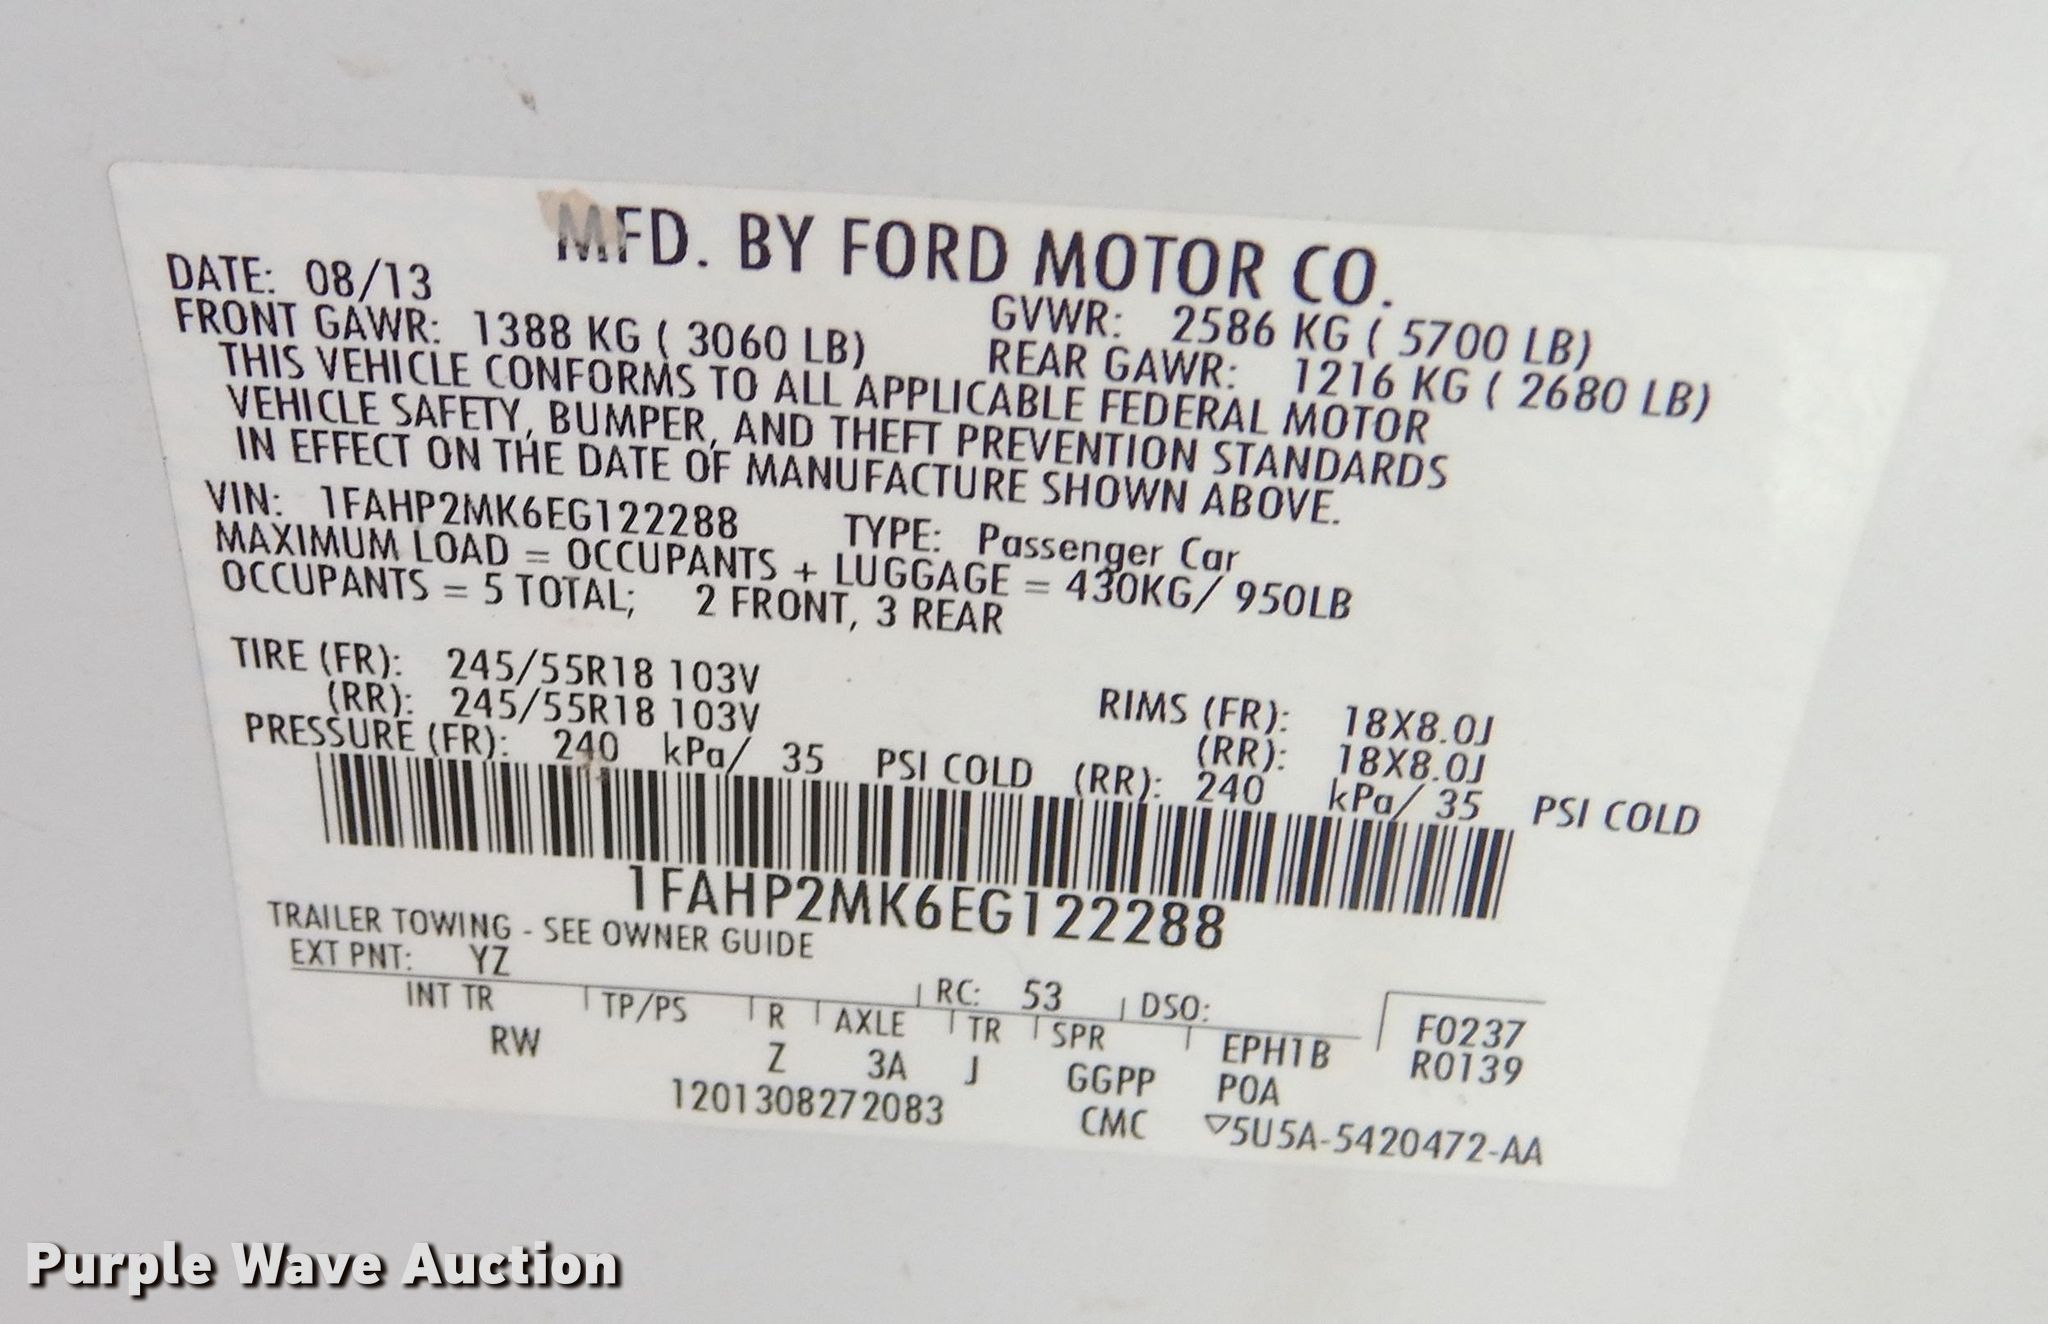 MFD. BY FORD MOTOR CO.
DATE: 08/13
GVWR: 2586 KG ( 5700 LB)
FRONT GAWR: 1388 KG ( 3060 LB)
REAR GAWR: 1216 KG ( 2680 LB)
THIS VEHICLE CONFORMS TO ALL APPLICABLE FEDERAL MOTOR
VEHICLE SAFETY, BUMPER, AND THEFT PREVENTION STANDARDS
IN EFFECT ON THE DATE OF MANUFACTURE SHOWN ABOVE.
VIN: 1FAHP2MK6EG122288 TYPE: Passenger Car
MAXIMUM LOAD = OCCUPANTS + LUGGAGE = 430KG/ 950LB
OCCUPANTS = 5 TOTAL; 2 FRONT, 3 REAR
TIRE (FR): 245/55R18 103V RIMS (FR): 18X8.0J
(RR): 245/55R18 103V (RR): 18X8.0J
PRESSURE (FR): 240 kPa/ 35 PSI COLD (RR): 240 kPa/ 35 PSI COLD
1FAHP2MK6EG122288
TRAILER TOWING - SEE OWNER GUIDE
EXT PNT: YZ RC: 53 DSO:
INT TR TP/PS R AXLE TR SPR EPH1B F0237
RW Z 3A J GGPP P0A R0139
1201308272083 CMC ▽5U5A-5420472-AA
Purple Wave Auction